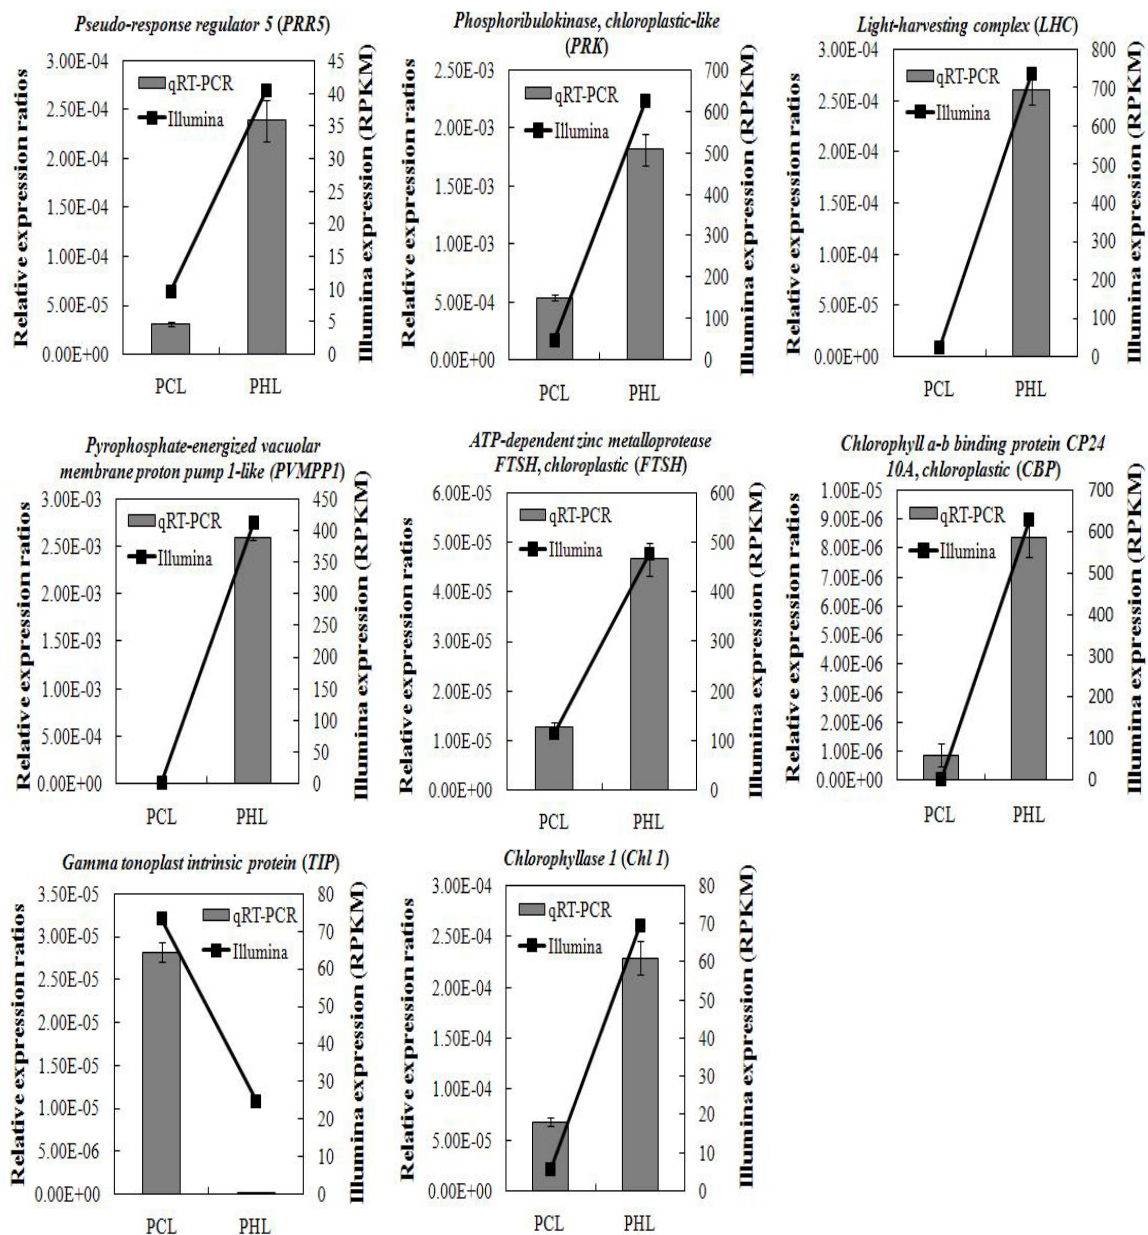 Pseudo-response regulator 5 (PRR5)
Relative expression ratios
3.00E-04
2.50E-04
2.00E-04
1.50E-04
1.00E-04
5.00E-05
0.00E+00
qRT-PCR
Illumina
45
40
35
30
25
20
15
10
5
0
Illumina expression (RPKM)
PCL PHL
Phosphoribulokinase, chloroplastic-like
(PRK)
Relative expression ratios
2.50E-03
2.00E-03
1.50E-03
1.00E-03
5.00E-04
0.00E+00
qRT-PCR
Illumina
700
600
500
400
300
200
100
0
Illumina expression (RPKM)
PCL PHL
Light-harvesting complex (LHC)
Relative expression ratios
3.00E-04
2.50E-04
2.00E-04
1.50E-04
1.00E-04
5.00E-05
0.00E+00
qRT-PCR
Illumina
800
700
600
500
400
300
200
100
0
Illumina expression (RPKM)
PCL PHL
Pyrophosphate-energized vacuolar
membrane proton pump 1-like (PVMPP1)
Relative expression ratios
3.00E-03
2.50E-03
2.00E-03
1.50E-03
1.00E-03
5.00E-04
0.00E+00
qRT-PCR
Illumina
450
400
350
300
250
200
150
100
50
0
Illumina expression (RPKM)
PCL PHL
ATP-dependent zinc metalloprotease
FTSH, chloroplastic (FTSH)
Relative expression ratios
6.00E-05
5.00E-05
4.00E-05
3.00E-05
2.00E-05
1.00E-05
0.00E+00
qRT-PCR
Illumina
600
500
400
300
200
100
0
Illumina expression (RPKM)
PCL PHL
Chlorophyll a-b binding protein CP24
10A, chloroplastic (CBP)
Relative expression ratios
1.00E-05
9.00E-06
8.00E-06
7.00E-06
6.00E-06
5.00E-06
4.00E-06
3.00E-06
2.00E-06
1.00E-06
0.00E+00
qRT-PCR
Illumina
700
600
500
400
300
200
100
0
Illumina expression (RPKM)
PCL PHL
Gamma tonoplast intrinsic protein (TIP)
Relative expression ratios
3.50E-05
3.00E-05
2.50E-05
2.00E-05
1.50E-05
1.00E-05
5.00E-06
0.00E+00
qRT-PCR
Illumina
80
70
60
50
40
30
20
10
0
Illumina expression (RPKM)
PCL PHL
Chlorophyllase 1 (Chl 1)
Relative expression ratios
3.00E-04
2.50E-04
2.00E-04
1.50E-04
1.00E-04
5.00E-05
0.00E+00
qRT-PCR
Illumina
80
70
60
50
40
30
20
10
0
Illumina expression (RPKM)
PCL PHL